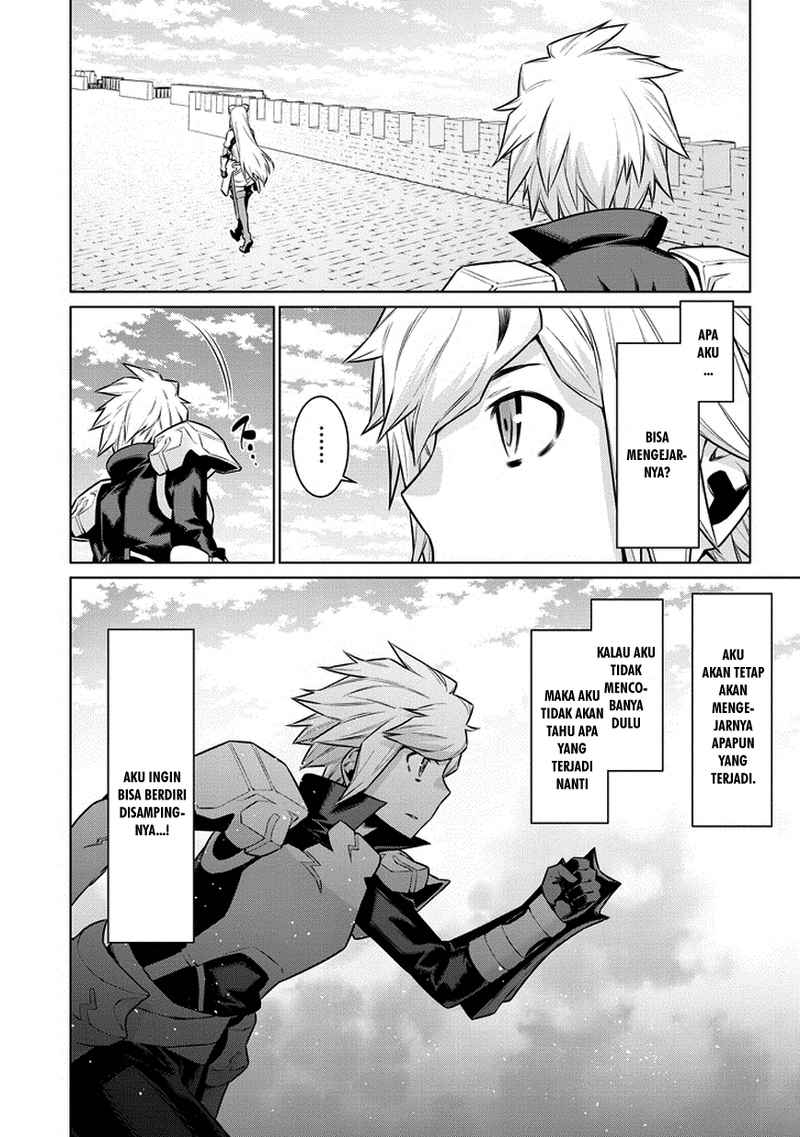 APA
AKU
...
BISA
MENGEJAR-
NYA?
......
AKU
AKAN TETAP
AKAN
MENGE-
JARNYA
APAPUN
YANG
TERJADI.
KALAU AKU
TIDAK
MENCO-
BANYA
DULU
MAKA AKU
TIDAK AKAN
TAHU APA
YANG
TERJADI
NANTI
AKU INGIN
BISA BERDIRI
DISAMPING-
NYA...!